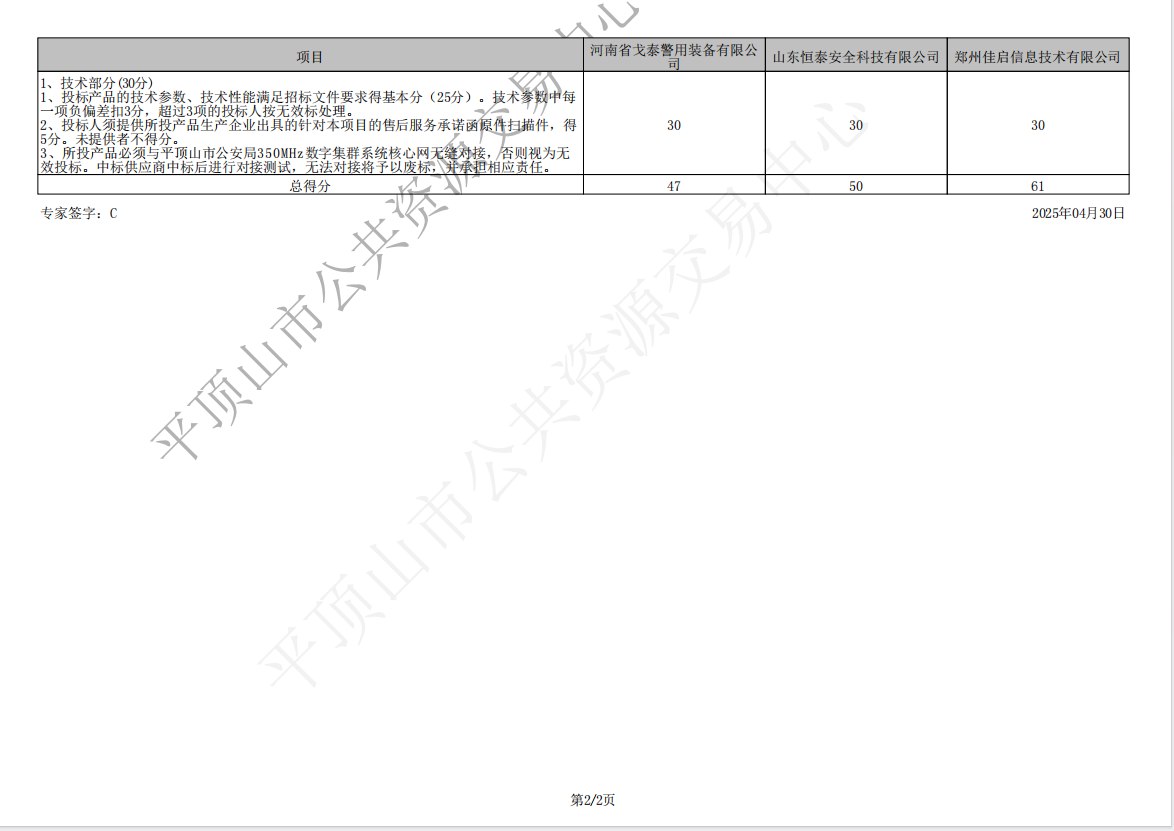 项目
河南省戈泰警用装备有限公
司
山东恒泰安全科技有限公司
郑州佳启信息技术有限公司
1、技术部分(30分)
1、投标产品的技术参数、技术性能满足招标文件要求得基本分（25分）。技术参数中每
一项负偏差扣3分，超过3项的投标人按无效标处理。
2、投标人须提供所投产品生产企业出具的针对本项目的售后服务承诺函原件扫描件，得
5分。未提供者不得分。
3、所投产品必须与平顶山市公安局350MHz数字集群系统核心网无缝对接，否则视为无
效投标。中标供应商中标后进行对接测试，无法对接将予以废标，并承担相应责任。
30
30
30
总得分
47
50
61
专家签字：C
2025年04月30日
平顶山市公共资源交易中心
平顶山市公共资源交易中心
第2/2页